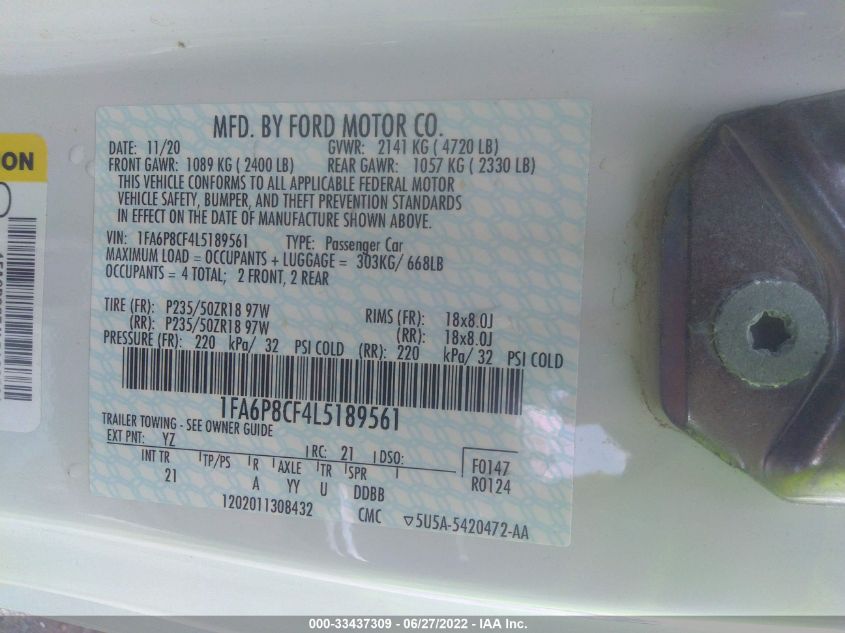 MFD. BY FORD MOTOR CO.
DATE: 11/20 GVWR: 2141 KG ( 4720 LB)
FRONT GAWR: 1089 KG ( 2400 LB) REAR GAWR: 1057 KG ( 2330 LB)
THIS VEHICLE CONFORMS TO ALL APPLICABLE FEDERAL MOTOR
VEHICLE SAFETY, BUMPER, AND THEFT PREVENTION STANDARDS
IN EFFECT ON THE DATE OF MANUFACTURE SHOWN ABOVE.
VIN: 1FA6P8CF4L5189561 TYPE: Passenger Car
MAXIMUM LOAD = OCCUPANTS + LUGGAGE = 303KG/ 668LB
OCCUPANTS = 4 TOTAL; 2 FRONT, 2 REAR
TIRE (FR): P235/50ZR18 97W RIMS (FR): 18x8.0J
(RR): P235/50ZR18 97W (RR): 18x8.0J
PRESSURE (FR): 220 kPa/ 32 PSI COLD (RR): 220 kPa/ 32 PSI COLD
1FA6P8CF4L5189561
TRAILER TOWING - SEE OWNER GUIDE
EXT PNT: YZ RC: 21 DSO: F0147
INT TR TP/PS R AXLE TR SPR R0124
21 A YY U DDBB
1202011308432 CMC ▽5U5A-5420472-AA
ION
000-33437309 - 06/27/2022 - IAA Inc.